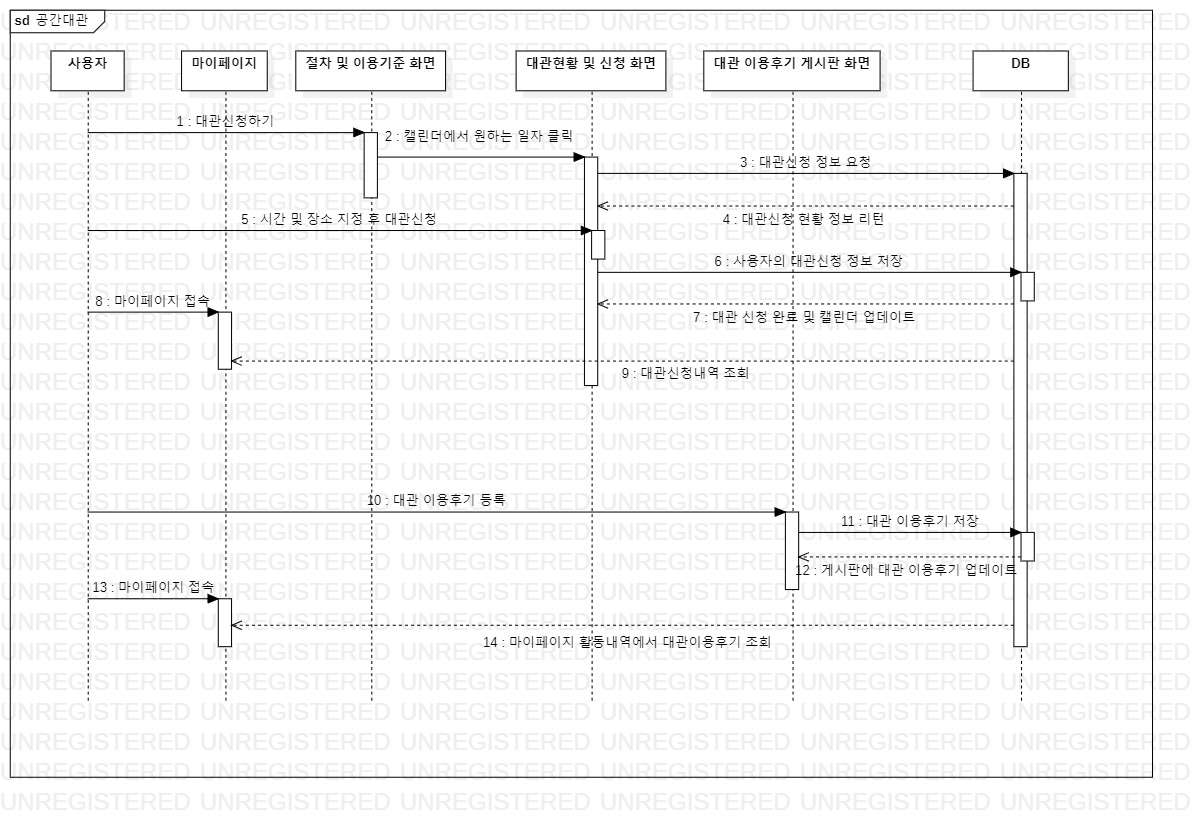 sd 공간대관
사용자
마이페이지
절차 및 이용기준 화면
대관현황 및 신청 화면
대관 이용후기 게시판 화면
DB
1 : 대관신청하기
2 : 캘린더에서 원하는 일자 클릭
3 : 대관신청 정보 요청
4 : 대관신청 현황 정보 리턴
5 : 시간 및 장소 지정 후 대관신청
6 : 사용자의 대관신청 정보 저장
7 : 대관 신청 완료 및 캘린더 업데이트
8 : 마이페이지 접속
9 : 대관신청내역 조회
10 : 대관 이용후기 등록
11 : 대관 이용후기 저장
12 : 게시판에 대관 이용후기 업데이트
13 : 마이페이지 접속
14 : 마이페이지 활동내역에서 대관이용후기 조회
UNREGISTERED